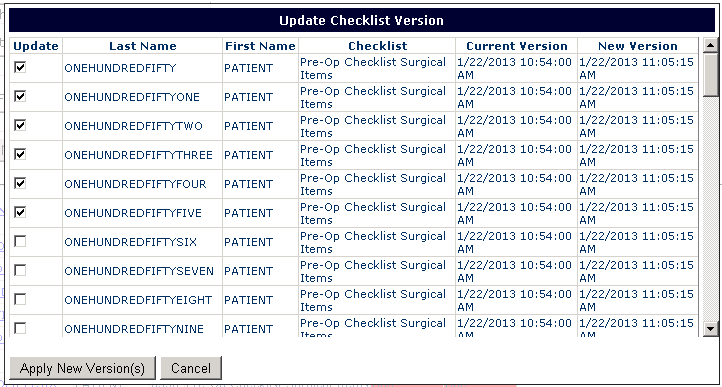 Update Checklist Version
Update Last Name First Name Checklist Current Version New Version
ONEHUNDREDFIFTY PATIENT Pre-Op Checklist Surgical Items 1/22/2013 10:54:00 AM 1/22/2013 11:05:15 AM
ONEHUNDREDFIFTYONE PATIENT Pre-Op Checklist Surgical Items 1/22/2013 10:54:00 AM 1/22/2013 11:05:15 AM
ONEHUNDREDFIFTYTWO PATIENT Pre-Op Checklist Surgical Items 1/22/2013 10:54:00 AM 1/22/2013 11:05:15 AM
ONEHUNDREDFIFTYTHREE PATIENT Pre-Op Checklist Surgical Items 1/22/2013 10:54:00 AM 1/22/2013 11:05:15 AM
ONEHUNDREDFIFTYFOUR PATIENT Pre-Op Checklist Surgical Items 1/22/2013 10:54:00 AM 1/22/2013 11:05:15 AM
ONEHUNDREDFIFTYFIVE PATIENT Pre-Op Checklist Surgical Items 1/22/2013 10:54:00 AM 1/22/2013 11:05:15 AM
ONEHUNDREDFIFTYSIX PATIENT Pre-Op Checklist Surgical Items 1/22/2013 10:54:00 AM 1/22/2013 11:05:15 AM
ONEHUNDREDFIFTYSEVEN PATIENT Pre-Op Checklist Surgical Items 1/22/2013 10:54:00 AM 1/22/2013 11:05:15 AM
ONEHUNDREDFIFTYEIGHT PATIENT Pre-Op Checklist Surgical Items 1/22/2013 10:54:00 AM 1/22/2013 11:05:15 AM
ONEHUNDREDFIFTYNINE PATIENT Pre-Op Checklist Surgical Items 1/22/2013 10:54:00 AM 1/22/2013 11:05:15 AM
Apply New Version(s) Cancel